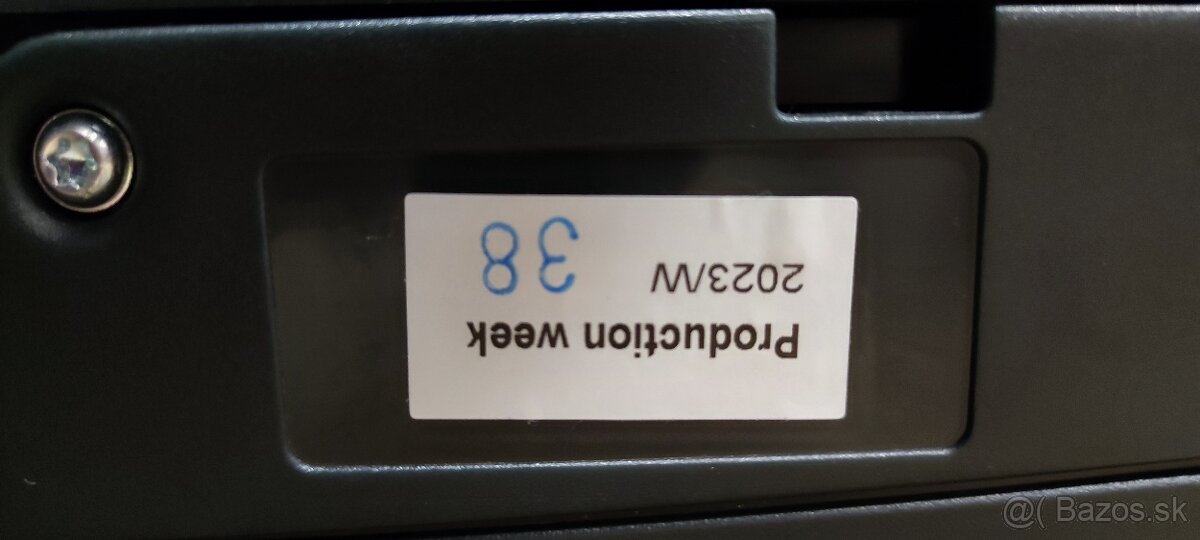 Production week
2023/W 38
@( Bazos.sk